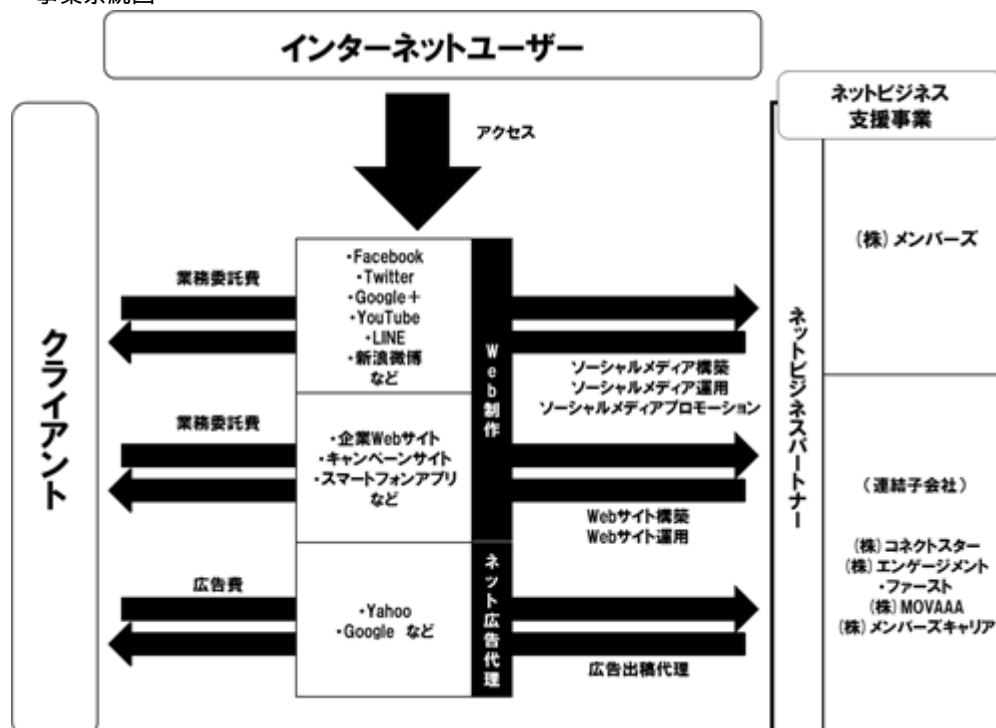 事業系統図
インターネットユーザー
ネットビジネス
支援事業
アクセス
クライアント
業務委託費
・Facebook
・Twitter
・Google+
・YouTube
・LINE
・新浪微博
など
Web制作
ソーシャルメディア構築
ソーシャルメディア運用
ソーシャルメディアプロモーション
業務委託費
・企業Webサイト
・キャンペーンサイト
・スマートフォンアプリ
など
Webサイト構築
Webサイト運用
広告費
・Yahoo
・Google など
ネット広告代理
広告出稿代理
ネットビジネスパートナー
(株)メンバーズ
(連結子会社)
(株)コネクトスター
(株)エンゲージメント
・ファースト
(株)MOVAAA
(株)メンバーズキャリア